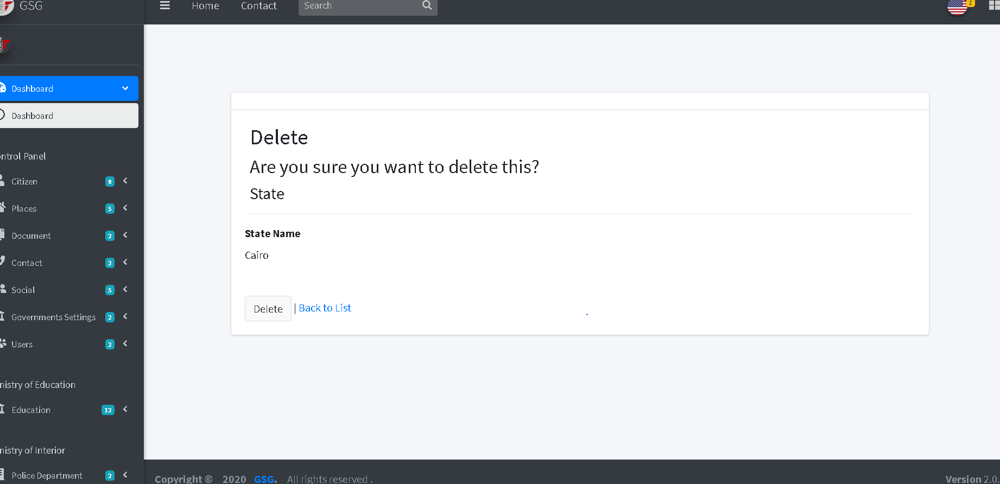 GSG
Home Contact Search 2
Dashboard
Dashboard
ontrol Panel
Citizen 8
Places 5
Document 2
Contact 2
Social 5
Governments Settings 2
Users 2
nistry of Education
Education 12
nistry of Interior
Police Department 2
Delete
Are you sure you want to delete this?
State
State Name
Cairo
Delete | Back to List
Copyright © 2020 GSG. All rights reserved .
Version 2.0.